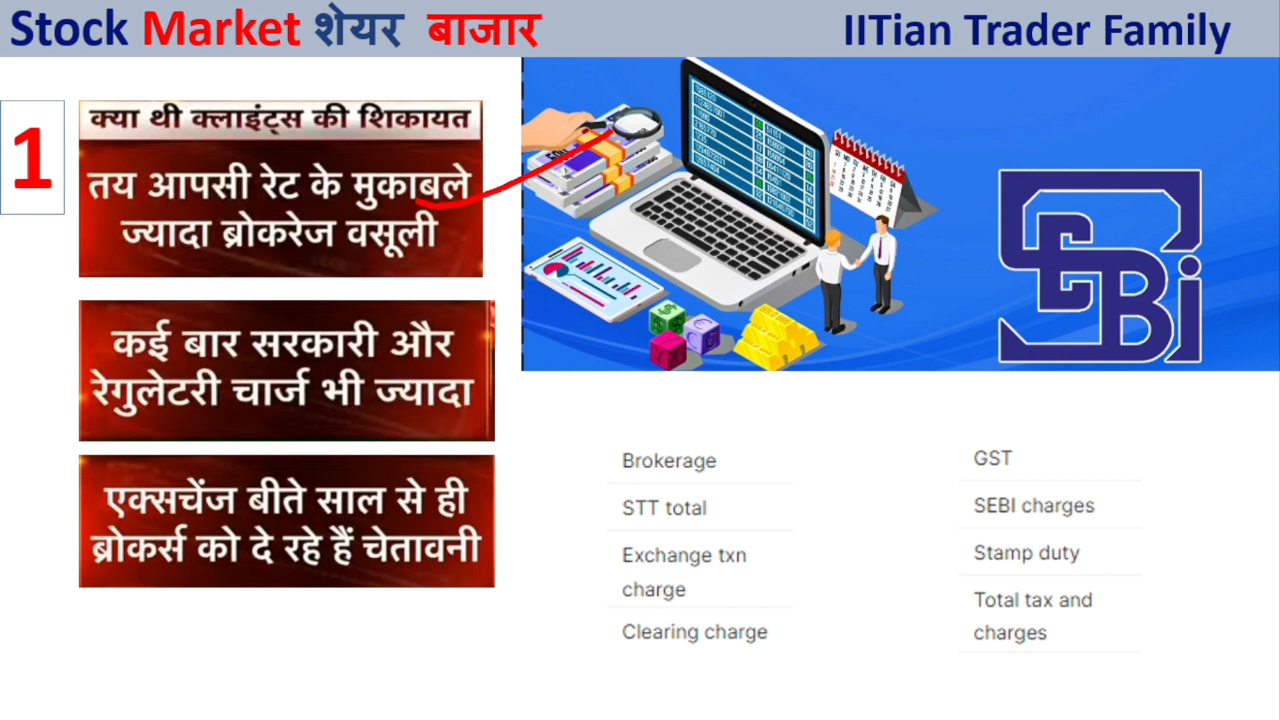 Stock Market शेयर बाजार
IITian Trader Family
1
क्या थी क्लाइंट्स की शिकायत
तय आपसी रेट के मुकाबले
ज्यादा ब्रोकरेज वसूली
कई बार सरकारी और
रेगुलेटरी चार्ज भी ज्यादा
एक्सचेंज बीते साल से ही
ब्रोकर्स को दे रहे हैं चेतावनी
SEBI
Brokerage
STT total
Exchange txn
charge
Clearing charge
GST
SEBI charges
Stamp duty
Total tax and
charges